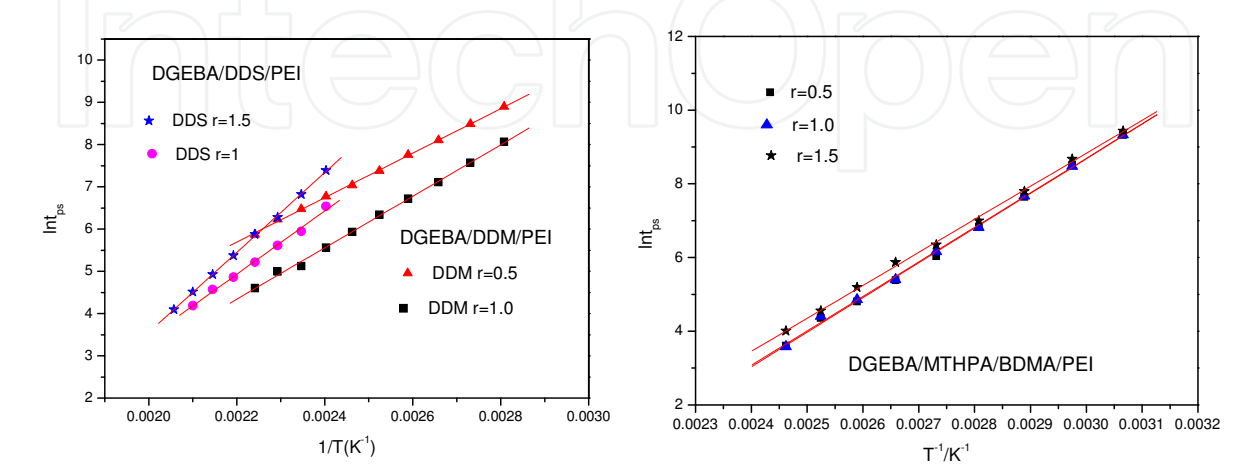 IntechOpen
DGEBA/DDS/PEI
DDS r=1.5
DDS r=1
DGEBA/DDM/PEI
DDM r=0.5
DDM r=1.0
10
9
8
7
6
5
4
3
2
lnt_ps
0.0020 0.0022 0.0024 0.0026 0.0028 0.0030
1/T(K⁻¹)
r=0.5
r=1.0
r=1.5
DGEBA/MTHPA/BDMA/PEI
12
10
8
6
4
2
lnt_ps
0.0023 0.0024 0.0025 0.0026 0.0027 0.0028 0.0029 0.0030 0.0031 0.0032
T⁻¹/K⁻¹